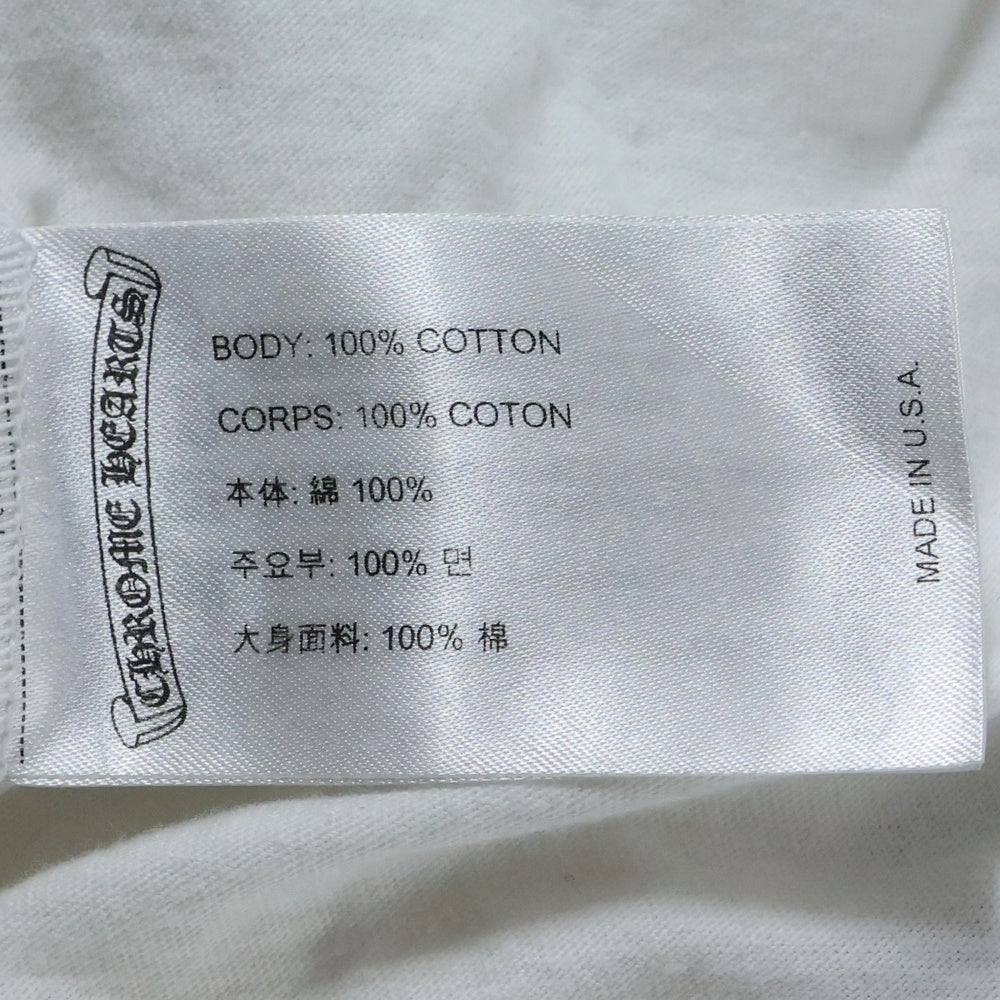 CHROME HEARTS
BODY: 100% COTTON
CORPS: 100% COTON
本体: 綿 100%
주요부: 100% 면
大身面料: 100% 棉
MADE IN U.S.A.